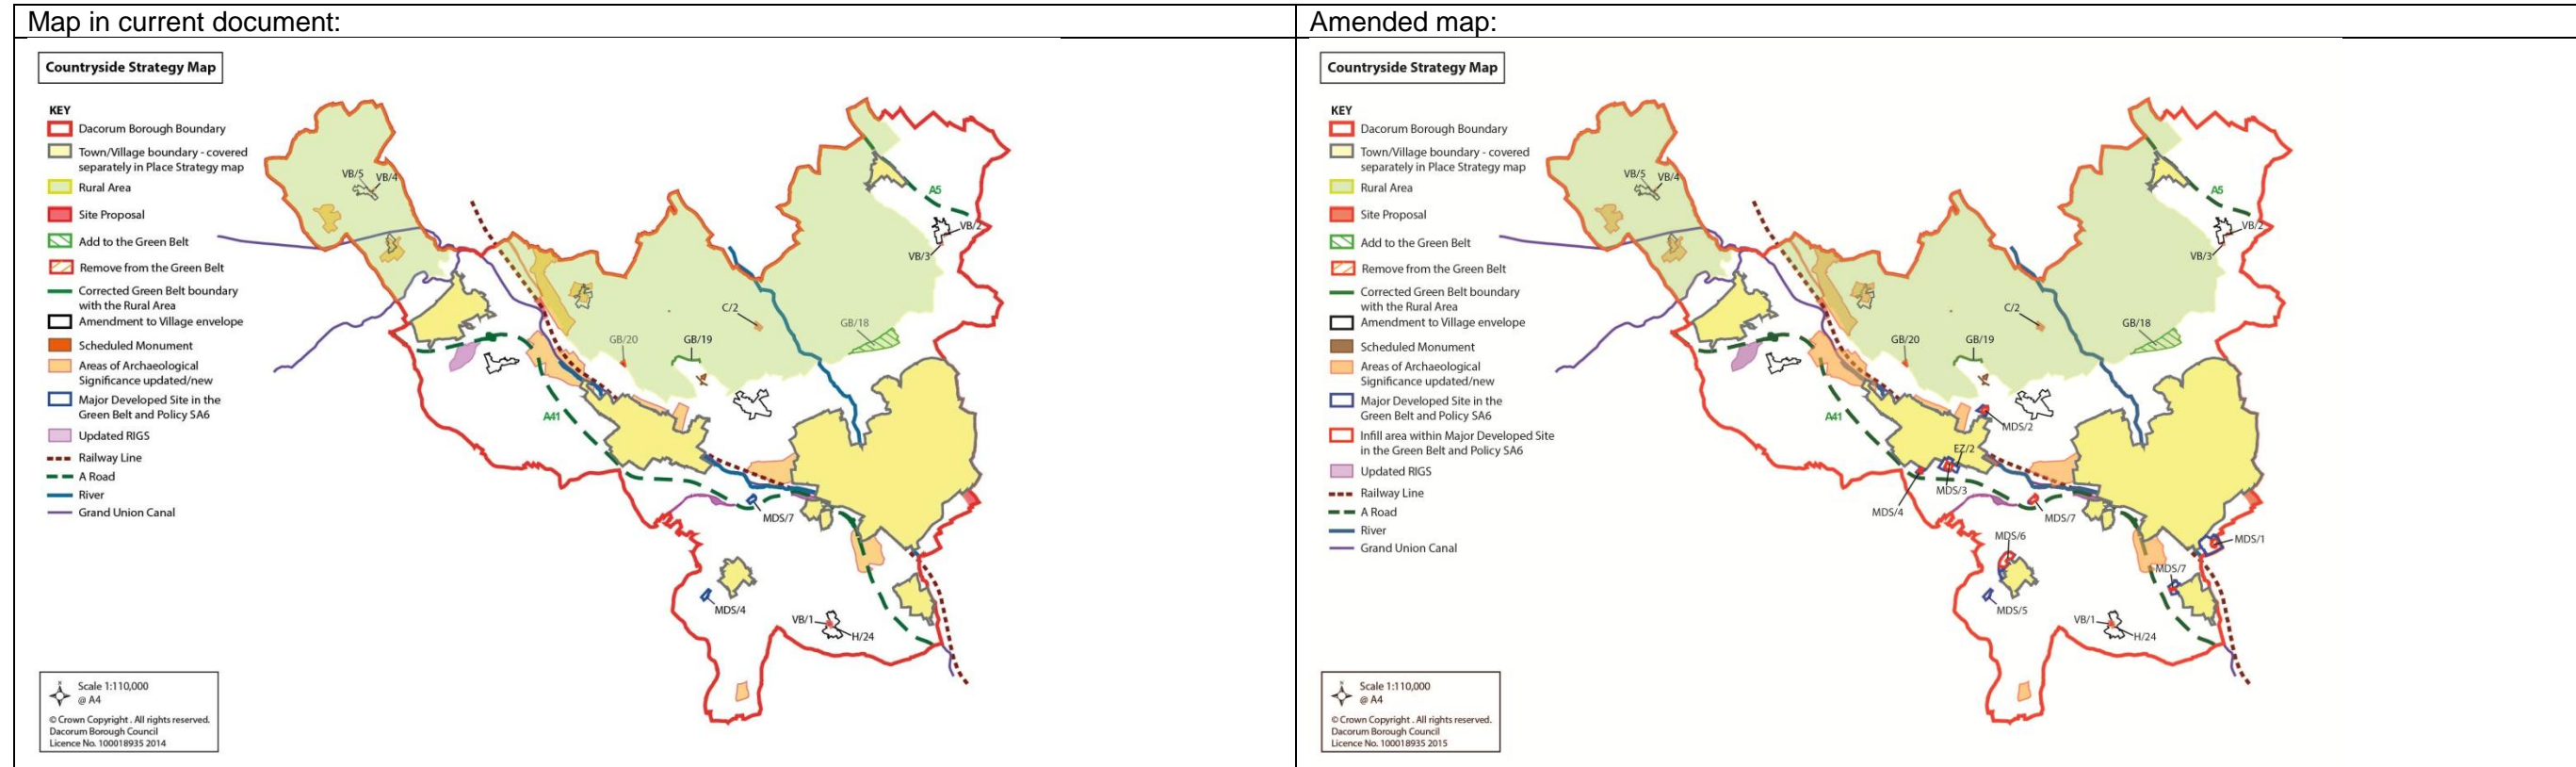 Map in current document:
Countryside Strategy Map
KEY
Dacorum Borough Boundary
Town/Village boundary - covered
separately in Place Strategy map
Rural Area
Site Proposal
Add to the Green Belt
Remove from the Green Belt
Corrected Green Belt boundary
with the Rural Area
Amendment to Village envelope
Scheduled Monument
Areas of Archaeological
Significance updated/new
Major Developed Site in the
Green Belt and Policy SA6
Updated RIGS
Railway Line
A Road
River
Grand Union Canal
VB/5
VB/4
A5
VB/2
VB/3
C/2
GB/18
GB/20
GB/19
A41
MDS/7
MDS/4
VB/1
H/24
N
Scale 1:110,000
@ A4
© Crown Copyright . All rights reserved.
Dacorum Borough Council
Licence No. 100018935 2014
Amended map:
Countryside Strategy Map
KEY
Dacorum Borough Boundary
Town/Village boundary - covered
separately in Place Strategy map
Rural Area
Site Proposal
Add to the Green Belt
Remove from the Green Belt
Corrected Green Belt boundary
with the Rural Area
Amendment to Village envelope
Scheduled Monument
Areas of Archaeological
Significance updated/new
Major Developed Site in the
Green Belt and Policy SA6
Infill area within Major Developed Site
in the Green Belt and Policy SA6
Updated RIGS
Railway Line
A Road
River
Grand Union Canal
VB/5
VB/4
A5
VB/2
VB/3
C/2
GB/18
GB/20
GB/19
A41
MDS/2
EZ/2
MDS/3
MDS/4
MDS/7
MDS/6
MDS/1
MDS/7
MDS/5
VB/1
H/24
N
Scale 1:110,000
@ A4
© Crown Copyright . All rights reserved.
Dacorum Borough Council
Licence No. 100018935 2015